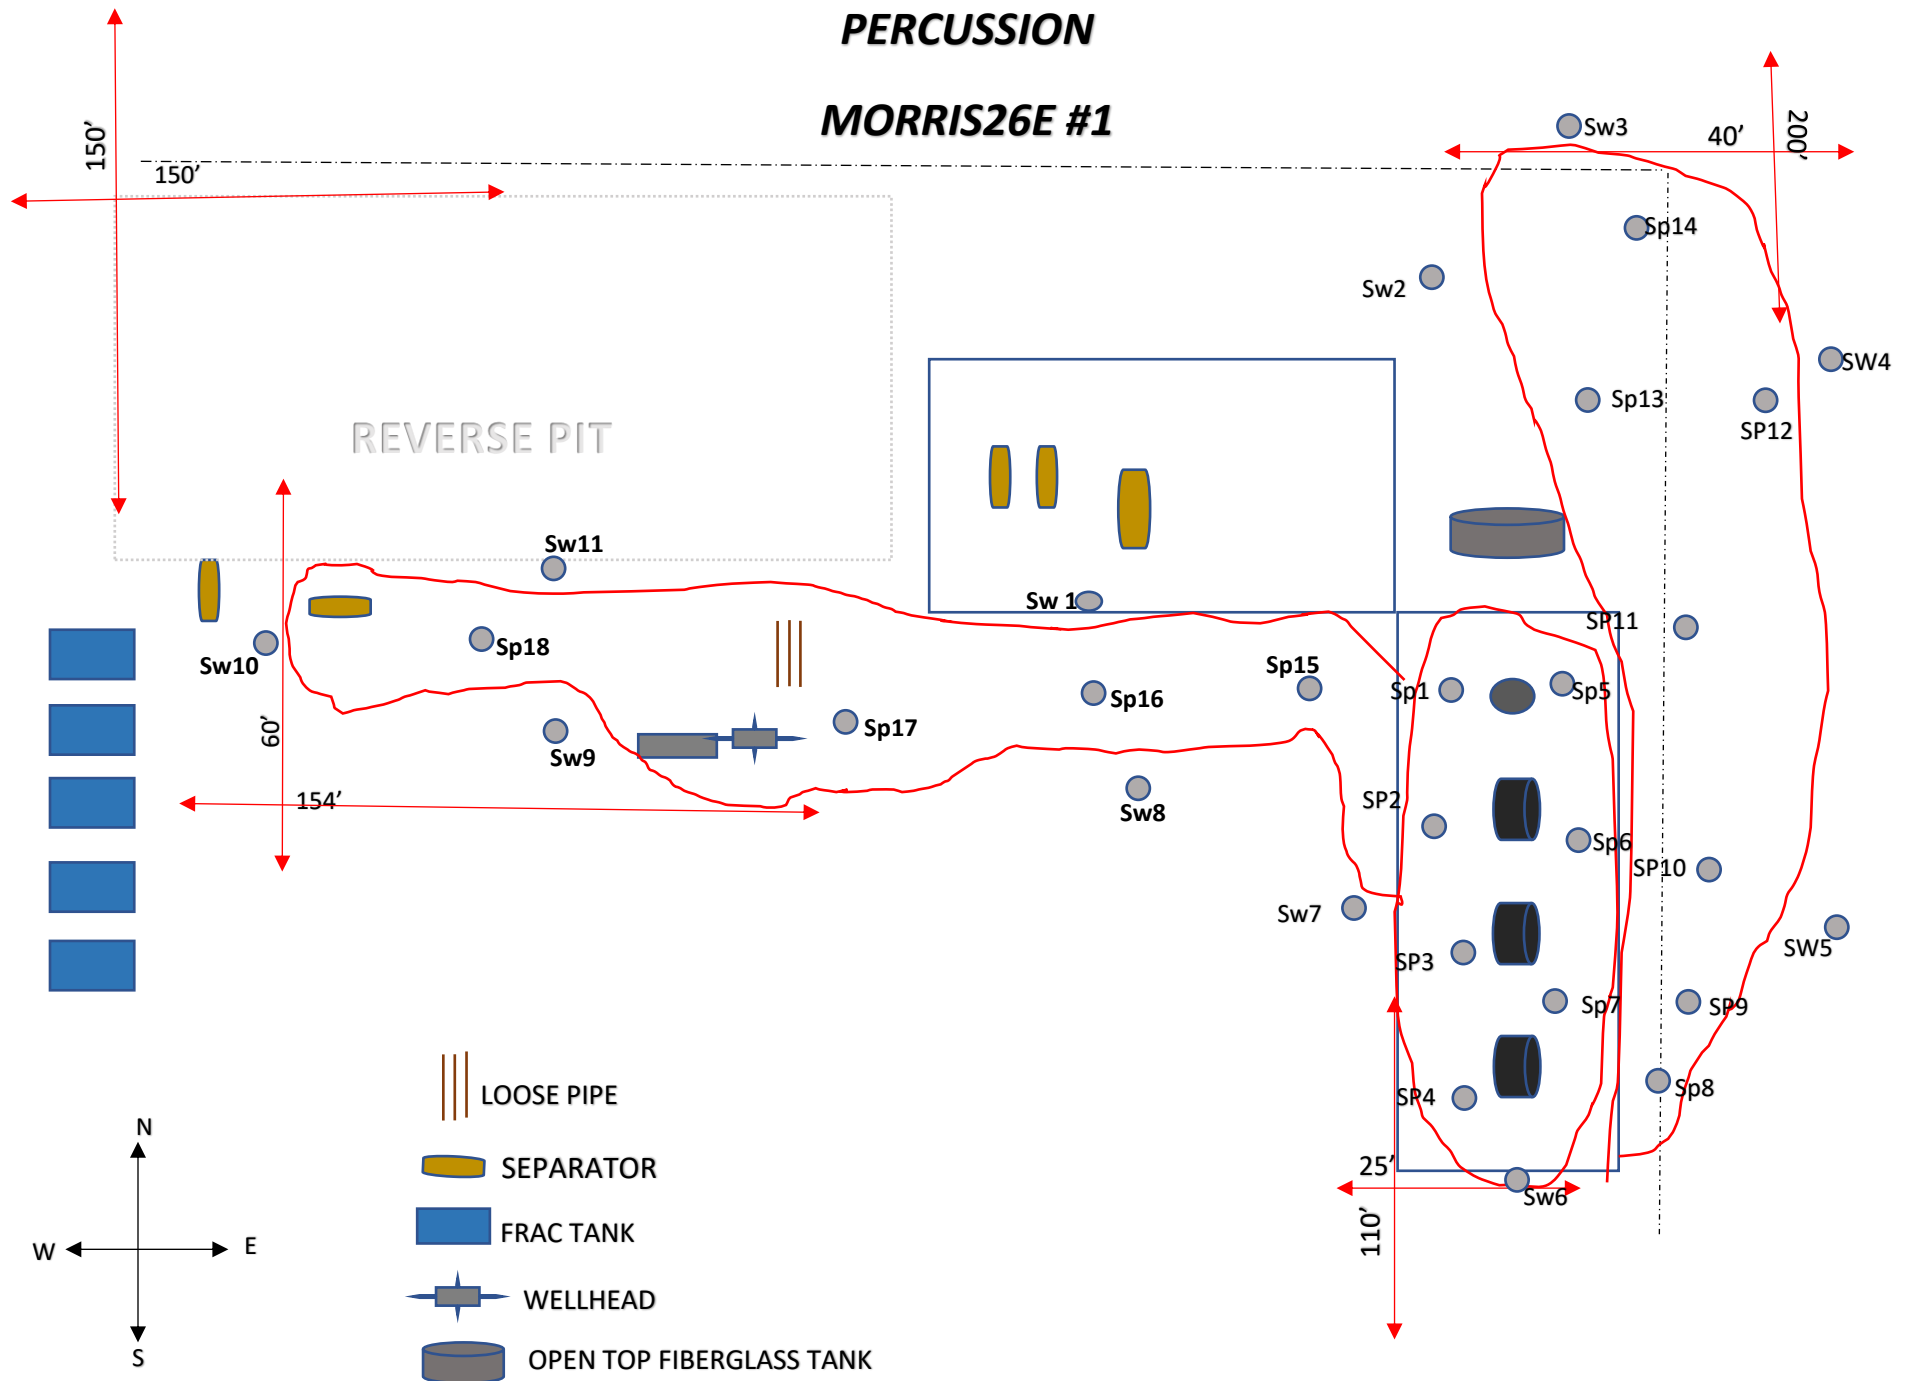 PERCUSSION
MORRIS26E #1
150’
150’
40’
200’
Sw3
Sp14
Sw2
SW4
Sp13
SP12
REVERSE PIT
Sw11
Sw 1
SP11
Sw10
Sp18
Sp15
Sp16
Sp1
Sp5
Sp17
60’
Sw9
154’
Sw8
SP2
Sp6
SP10
Sw7
SP3
SW5
Sp7
SP9
SP4
Sp8
25’
Sw6
110’
LOOSE PIPE
SEPARATOR
FRAC TANK
WELLHEAD
OPEN TOP FIBERGLASS TANK
N
W
E
S